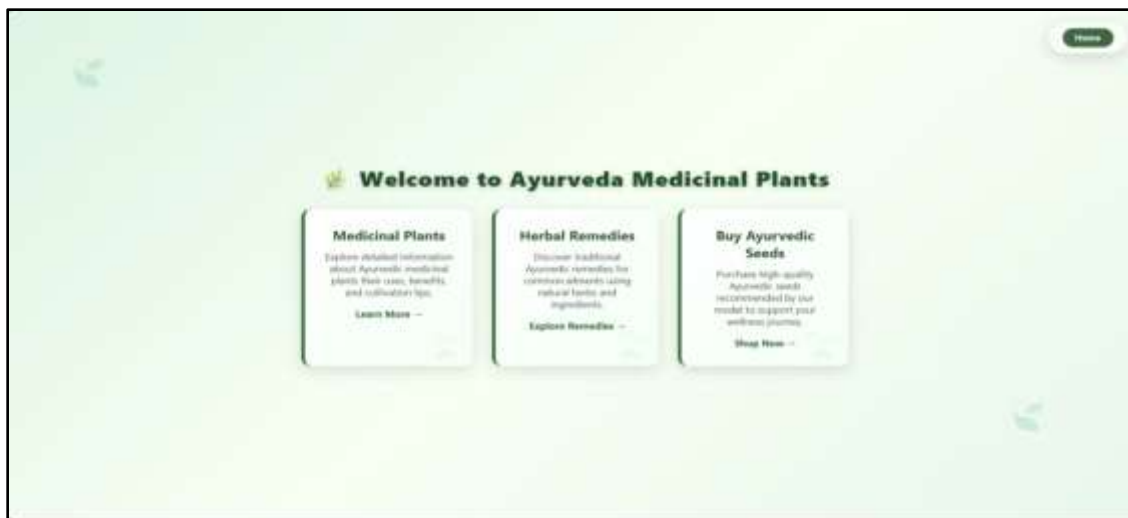 Home
Welcome to Ayurveda Medicinal Plants
Medicinal Plants
Explore detailed information
about Ayurvedic medicinal
plants their uses, benefits,
and cultivation tips.
Learn More →
Herbal Remedies
Discover traditional
Ayurvedic remedies for
common ailments using
natural herbs and
ingredients.
Explore Remedies →
Buy Ayurvedic
Seeds
Purchase high-quality
Ayurvedic seeds
recommended by our
model to support your
wellness journey.
Shop Now →